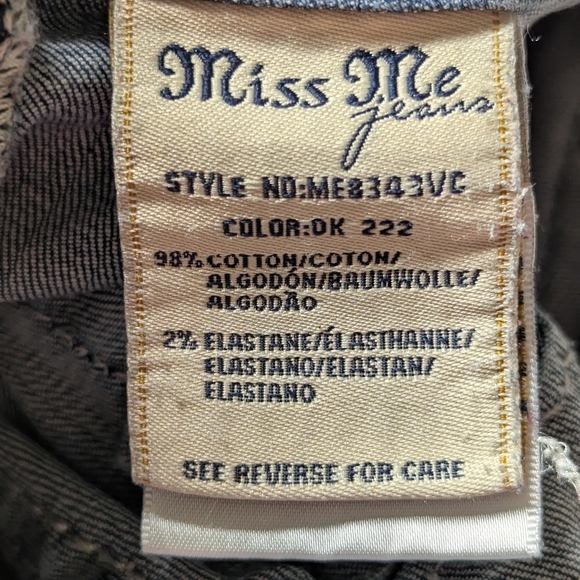 Miss Me
jeans
STYLE NO:ME8343VC
COLOR:DK 222
98% COTTON/COTON/
ALGODÓN/BAUMWOLLE/
ALGODÃO
2% ELASTANE/ÉLASTHANNE/
ELASTANO/ELASTAN/
ELASTANO
SEE REVERSE FOR CARE